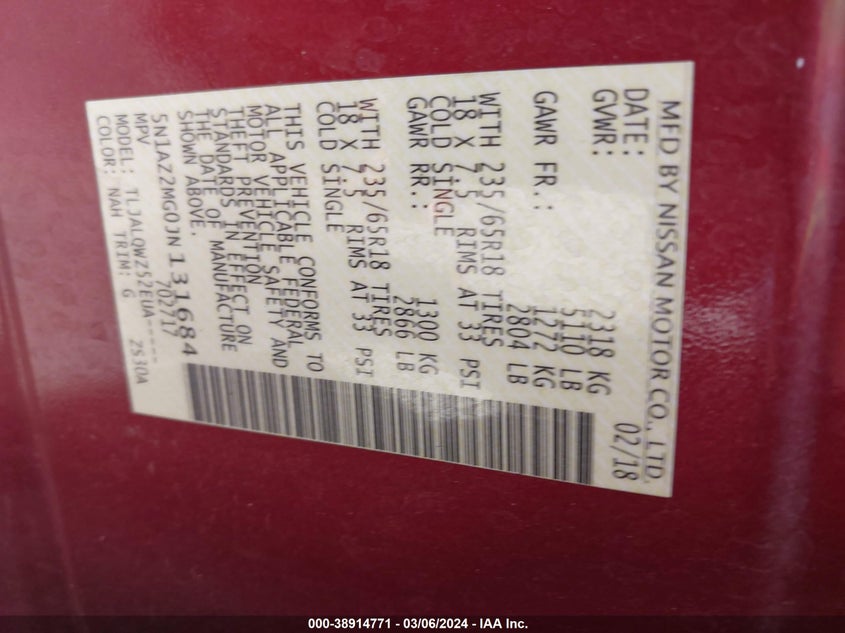 MFD BY NISSAN MOTOR CO., LTD.
DATE: 02/18
GVWR: 2318 KG
5110 LB
GAWR FR.: 1272 KG
2804 LB
WITH 235/65R18 TIRES
18 X 7.5 RIMS AT 33 PSI
COLD SINGLE
GAWR RR.: 1300 KG
2866 LB
WITH 235/65R18 TIRES
18 X 7.5 RIMS AT 33 PSI
COLD SINGLE
THIS VEHICLE CONFORMS TO
ALL APPLICABLE FEDERAL
MOTOR VEHICLE SAFETY AND
THEFT PREVENTION
STANDARDS IN EFFECT ON
THE DATE OF MANUFACTURE
SHOWN ABOVE.
5N1AZ2MG0JN131684
MPV 702717
MODEL: TLJALQWZ52EUA-----
COLOR: NAH TRIM: G ZS30A
000-38914771 — 03/06/2024 — IAA Inc.